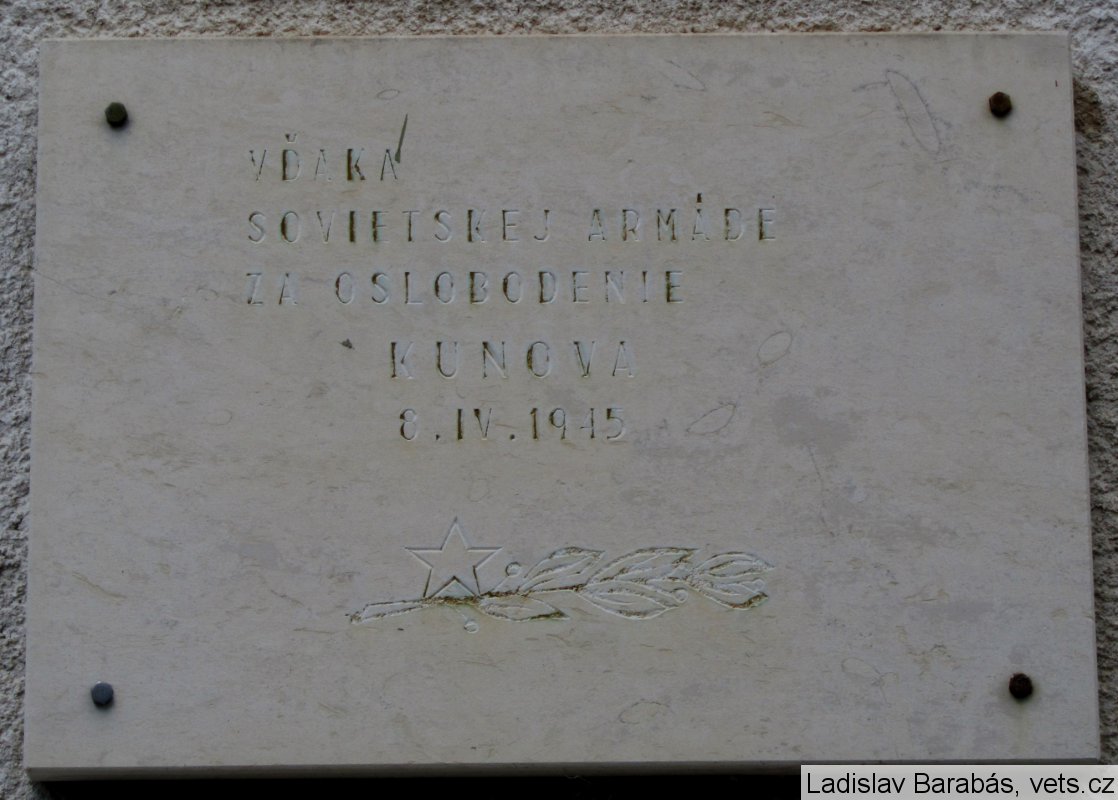 VĎAKA
SOVIETSKEJ ARMÁDE
ZA OSLOBODENIE
KUNOVA
8.IV.1945
Ladislav Barabás, vets.cz